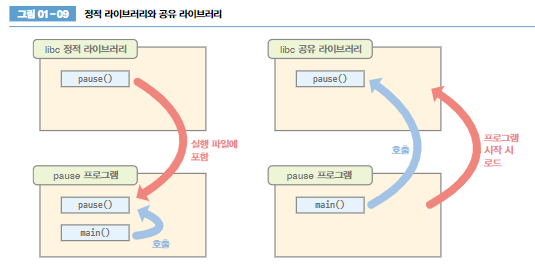 그림 01-09 정적 라이브러리와 공유 라이브러리
libc 정적 라이브러리
pause()
실행 파일에
포함
pause 프로그램
pause()
main()
호출
libc 공유 라이브러리
pause()
호출
프로그램
시작 시
로드
pause 프로그램
main()